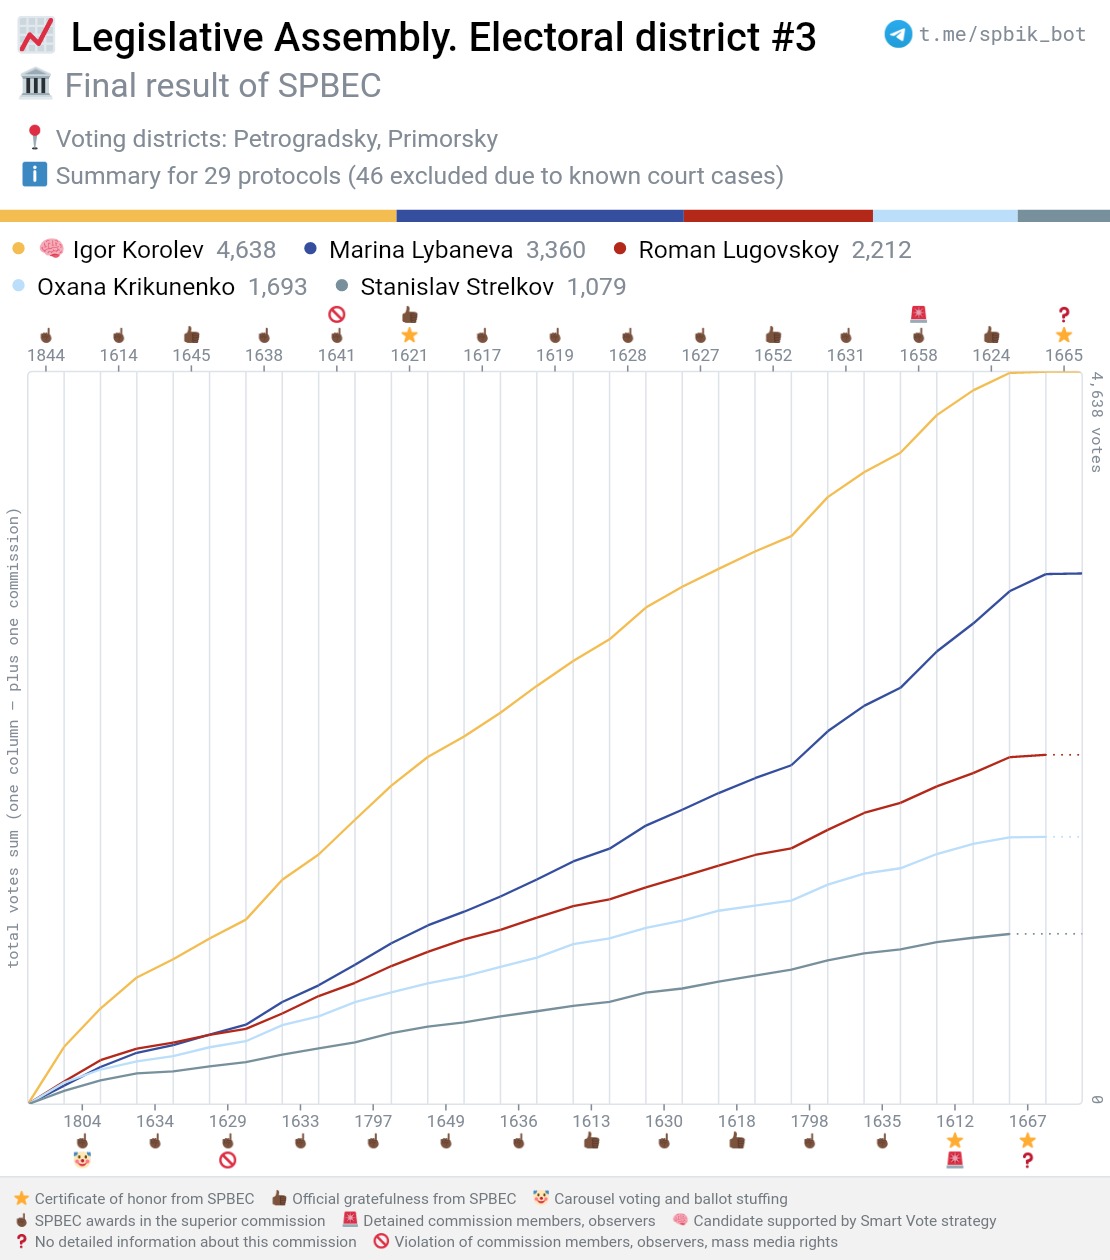 Legislative Assembly. Electoral district #3
t.me/spbik_bot
Final result of SPBEC
Voting districts: Petrogradsky, Primorsky
Summary for 29 protocols (46 excluded due to known court cases)
Igor Korolev 4,638 Marina Lybaneva 3,360 Roman Lugovskoy 2,212
Oxana Krikunenko 1,693 Stanislav Strelkov 1,079
1844 1614 1645 1638 1641 1621 1617 1619 1628 1627 1652 1631 1658 1624 1665
4,638 votes
total votes sum (one column – plus one commission)
0
1804 1634 1629 1633 1797 1649 1636 1613 1630 1618 1798 1635 1612 1667
Certificate of honor from SPBEC Official gratefulness from SPBEC Carousel voting and ballot stuffing
SPBEC awards in the superior commission Detained commission members, observers Candidate supported by Smart Vote strategy
No detailed information about this commission Violation of commission members, observers, mass media rights